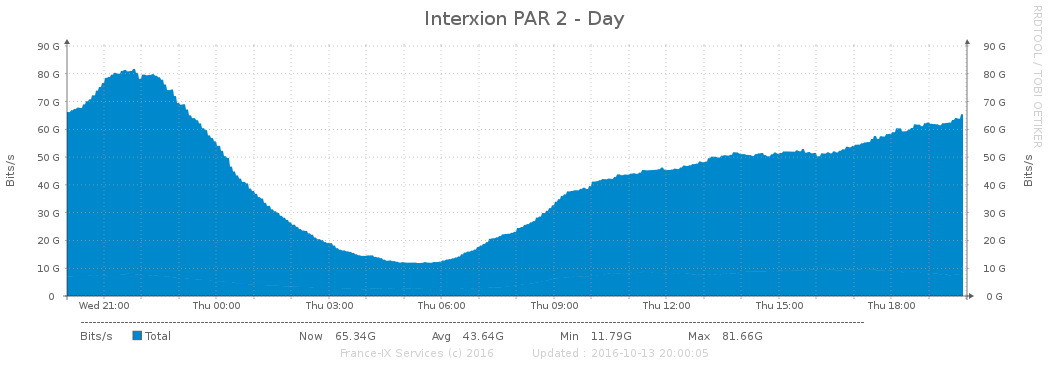 Interxion PAR 2 - Day
RRDTOOL / TOBI OETIKER
90 G 90 G
80 G 80 G
70 G 70 G
60 G 60 G
50 G 50 G
40 G 40 G
30 G 30 G
20 G 20 G
10 G 10 G
0 0 G
Bits/s
Bits/s
Wed 21:00 Thu 00:00 Thu 03:00 Thu 06:00 Thu 09:00 Thu 12:00 Thu 15:00 Thu 18:00
Bits/s Total Now 65.34G Avg 43.64G Min 11.79G Max 81.66G
France-IX Services (c) 2016 Updated : 2016-10-13 20:00:05